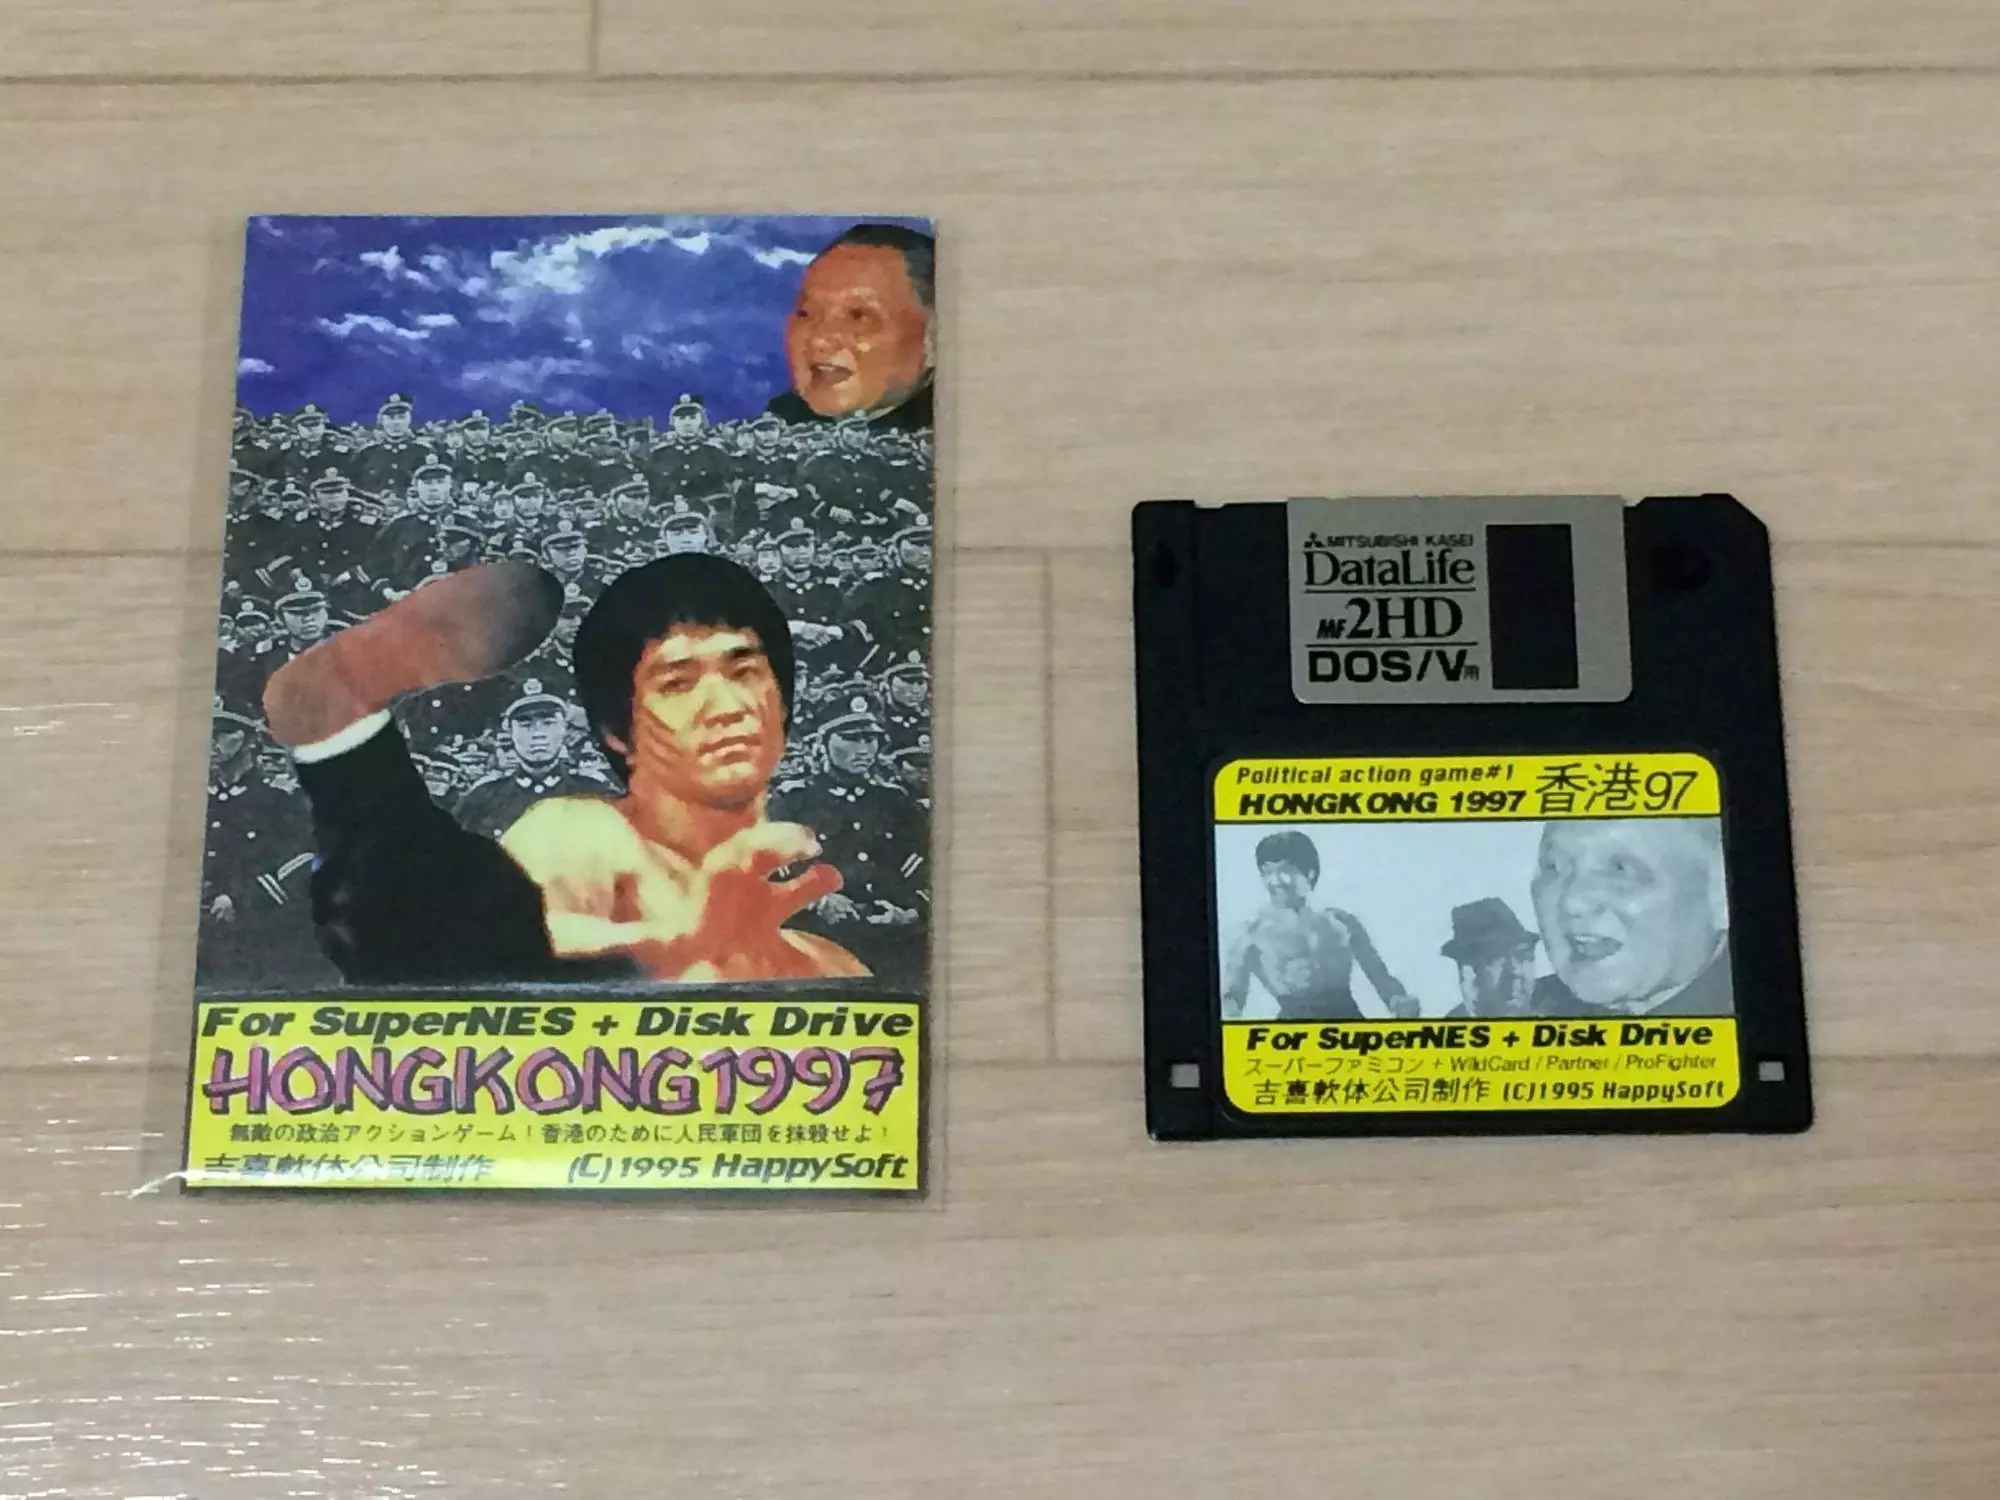 For SuperNES + Disk Drive
HONGKONG1997
無敵の政治アクションゲーム！香港のために人民軍団を抹殺せよ！
吉喜軟体公司制作 (C)1995 HappySoft
MITSUBISHI KASEI
DataLife
MF2HD
DOS/V用
Political action game#1
HONGKONG 1997 香港97
For SuperNES + Disk Drive
スーパーファミコン + WildCard / Partner / ProFighter
吉喜軟体公司制作 (C)1995 HappySoft